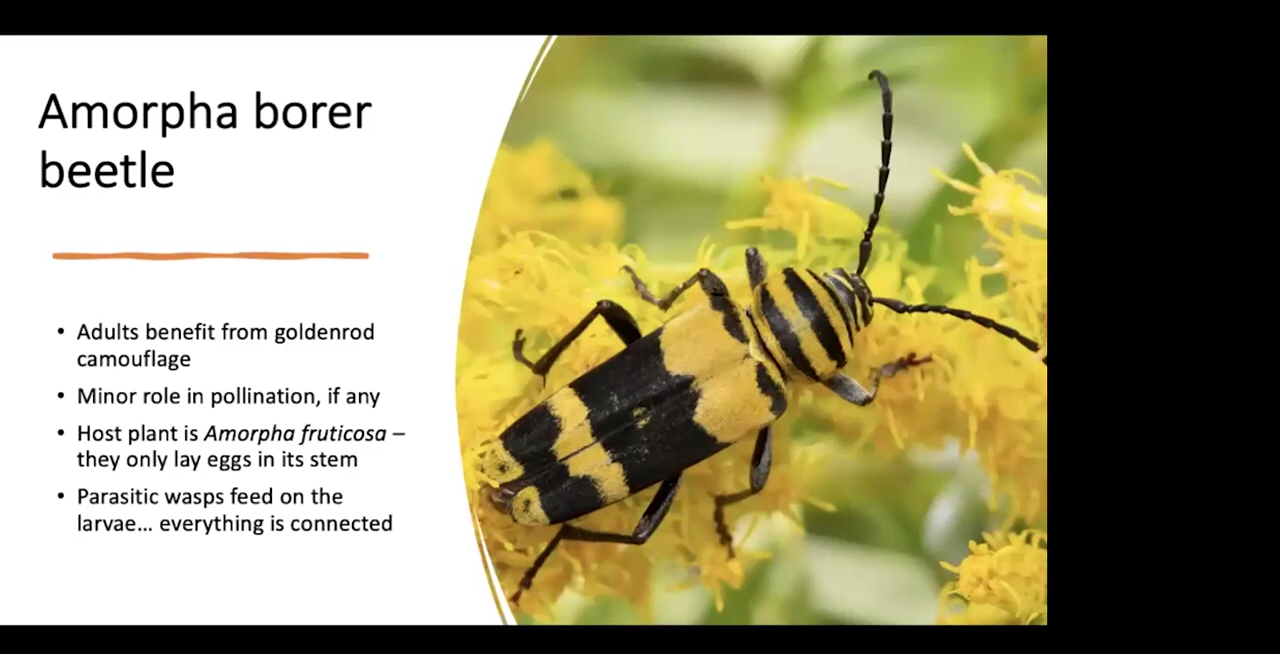 Amorpha borer
beetle
• Adults benefit from goldenrod
camouflage
• Minor role in pollination, if any
• Host plant is Amorpha fruticosa –
they only lay eggs in its stem
• Parasitic wasps feed on the
larvae... everything is connected